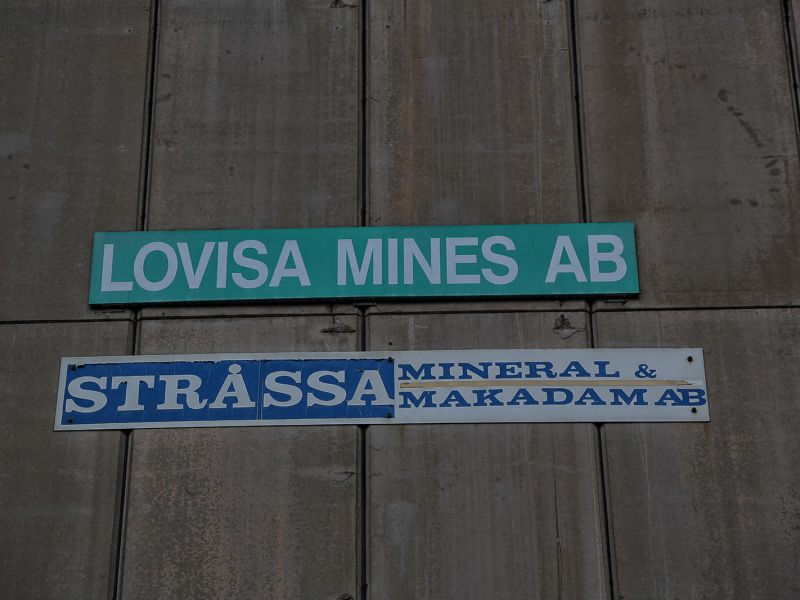 LOVISA MINES AB
STRÅSSA
MINERAL &
MAKADAM AB